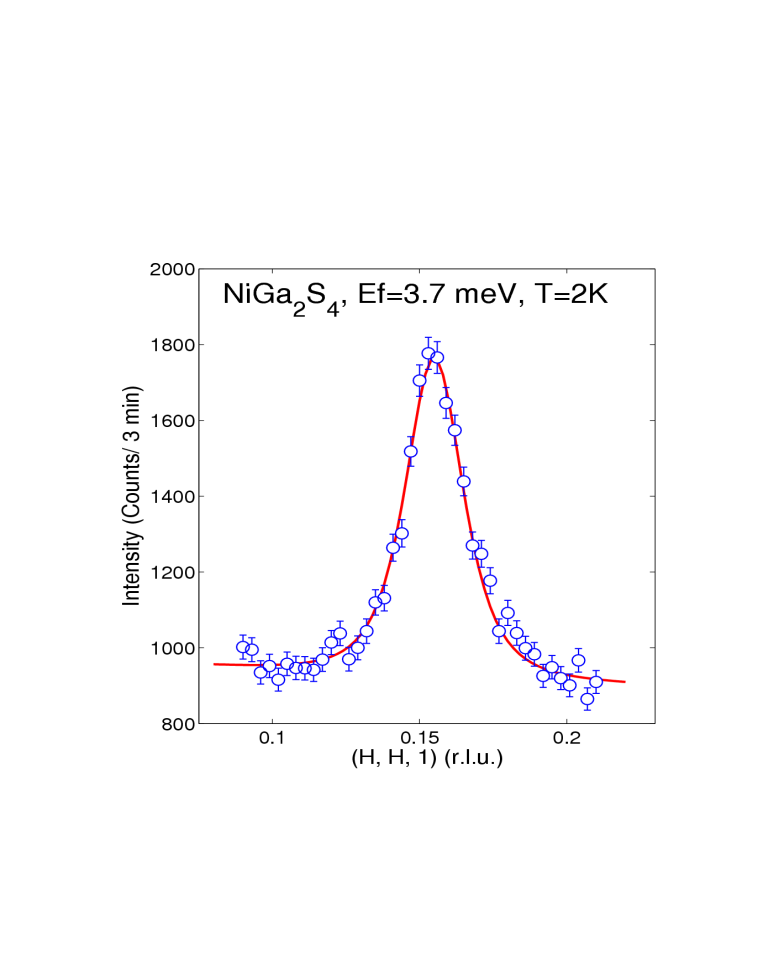 2000
NiGa2S4, Ef=3.7 meV, T=2K
1800
1600
1400
1200
1000
800
Intensity (Counts/ 3 min)
0.1 0.15 0.2
(H, H, 1) (r.l.u.)